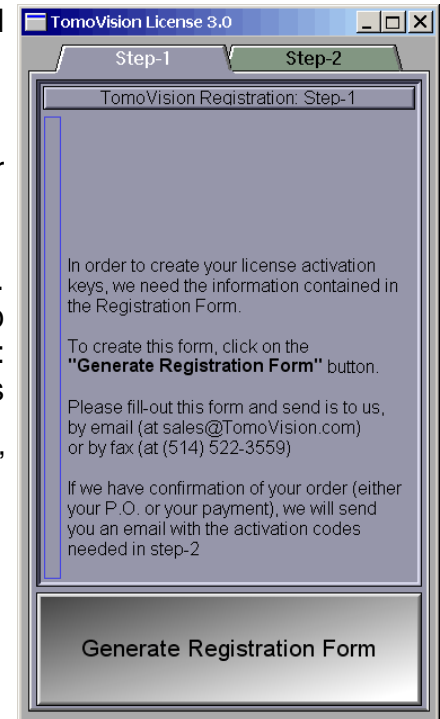 TomoVision License 3.0
Step-1 Step-2
TomoVision Registration: Step-1
In order to create your license activation
keys, we need the information contained in
the Registration Form.
To create this form, click on the
"Generate Registration Form" button.
Please fill-out this form and send is to us,
by email (at sales@TomoVision.com)
or by fax (at (514) 522-3559)
If we have confirmation of your order (either
your P.O. or your payment), we will send
you an email with the activation codes
needed in step-2
Generate Registration Form